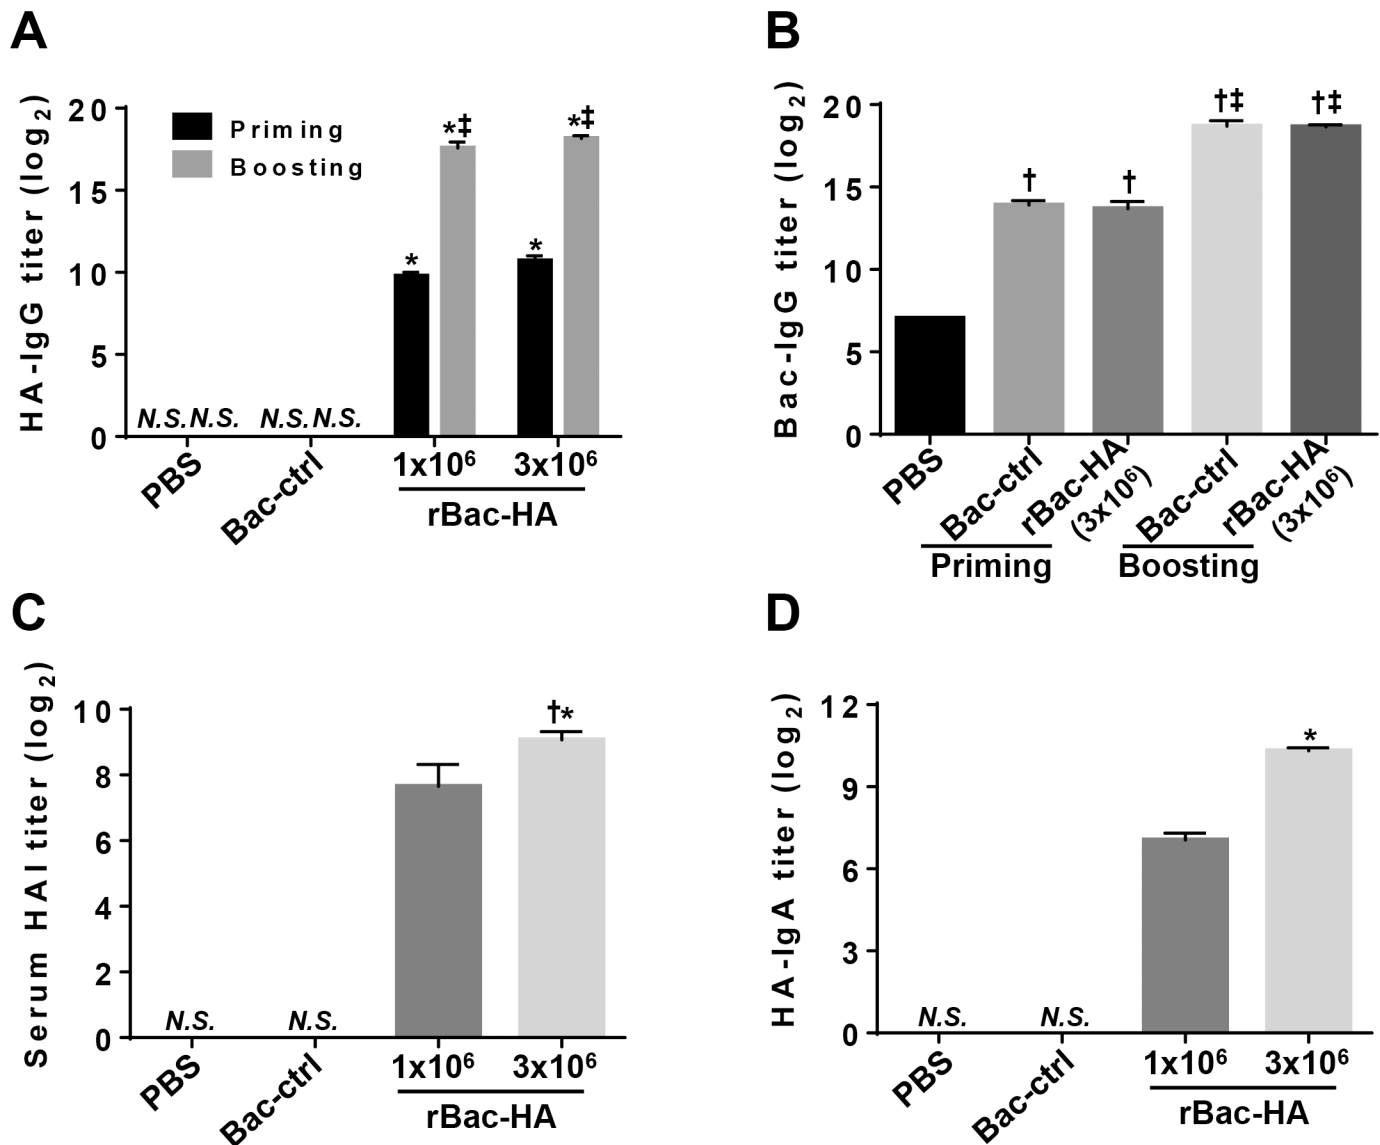 A
HA-IgG titer (log2)
20
15
10
5
0
Priming
Boosting
N.S. N.S. N.S. N.S.
* *‡ * *‡
PBS Bac-ctrl 1x10⁶ 3x10⁶
rBac-HA
B
Bac-IgG titer (log2)
20
15
10
5
0
† † †‡ †‡
PBS Bac-ctrl rBac-HA (3x10⁶) Bac-ctrl rBac-HA (3x10⁶)
Priming Boosting
C
Serum HAI titer (log2)
10
8
6
4
2
0
N.S. N.S. †*
PBS Bac-ctrl 1x10⁶ 3x10⁶
rBac-HA
D
HA-IgA titer (log2)
12
9
6
3
0
N.S. N.S. *
PBS Bac-ctrl 1x10⁶ 3x10⁶
rBac-HA